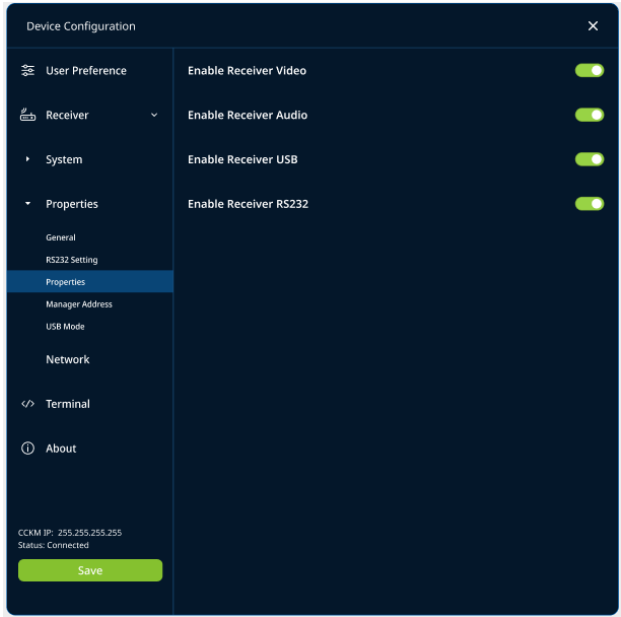 Device Configuration
User Preference
Receiver
System
Properties
General
RS232 Setting
Properties
Manager Address
USB Mode
Network
Terminal
About
CCKM IP: 255.255.255.255
Status: Connected
Save
Enable Receiver Video
Enable Receiver Audio
Enable Receiver USB
Enable Receiver RS232